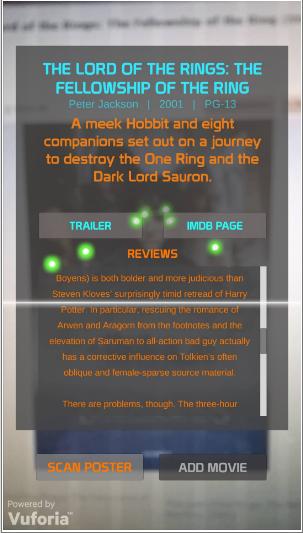 THE LORD OF THE RINGS: THE
FELLOWSHIP OF THE RING
Peter Jackson | 2001 | PG-13
A meek Hobbit and eight
companions set out on a journey
to destroy the One Ring and the
Dark Lord Sauron.
TRAILER
IMDB PAGE
REVIEWS
Boyens) is both bolder and more judicious than
Steven Kloves' surprisingly timid retread of Harry
Potter. In particular, rescuing the romance of
Arwen and Aragorn from the footnotes and the
elevation of Saruman to all-action bad guy actually
has a corrective influence on Tolkien's often
oblique and female-sparse source material.
There are problems, though. The three-hour
SCAN POSTER
ADD MOVIE
Powered by
Vuforia™